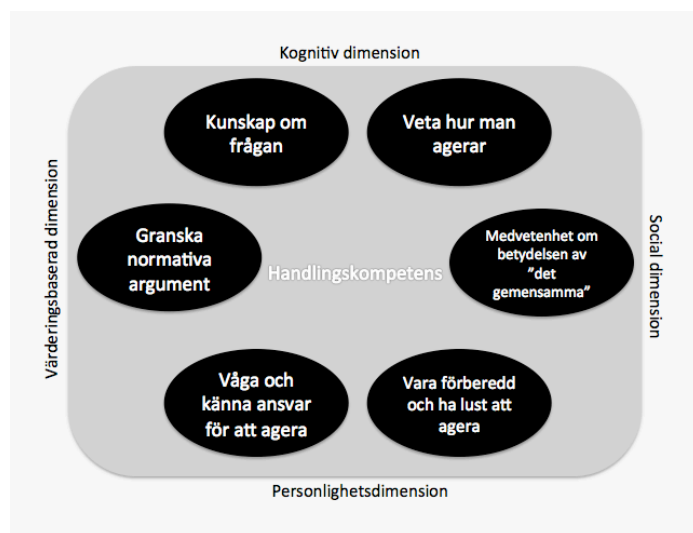 Kognitiv dimension
Kunskap om
frågan
Veta hur man
agerar
Värderingsbaserad dimension
Granska
normativa
argument
Handlingskompetens
Medvetenhet om
betydelsen av
”det
gemensamma”
Social dimension
Våga och
känna ansvar
för att agera
Vara förberedd
och ha lust att
agera
Personlighetsdimension